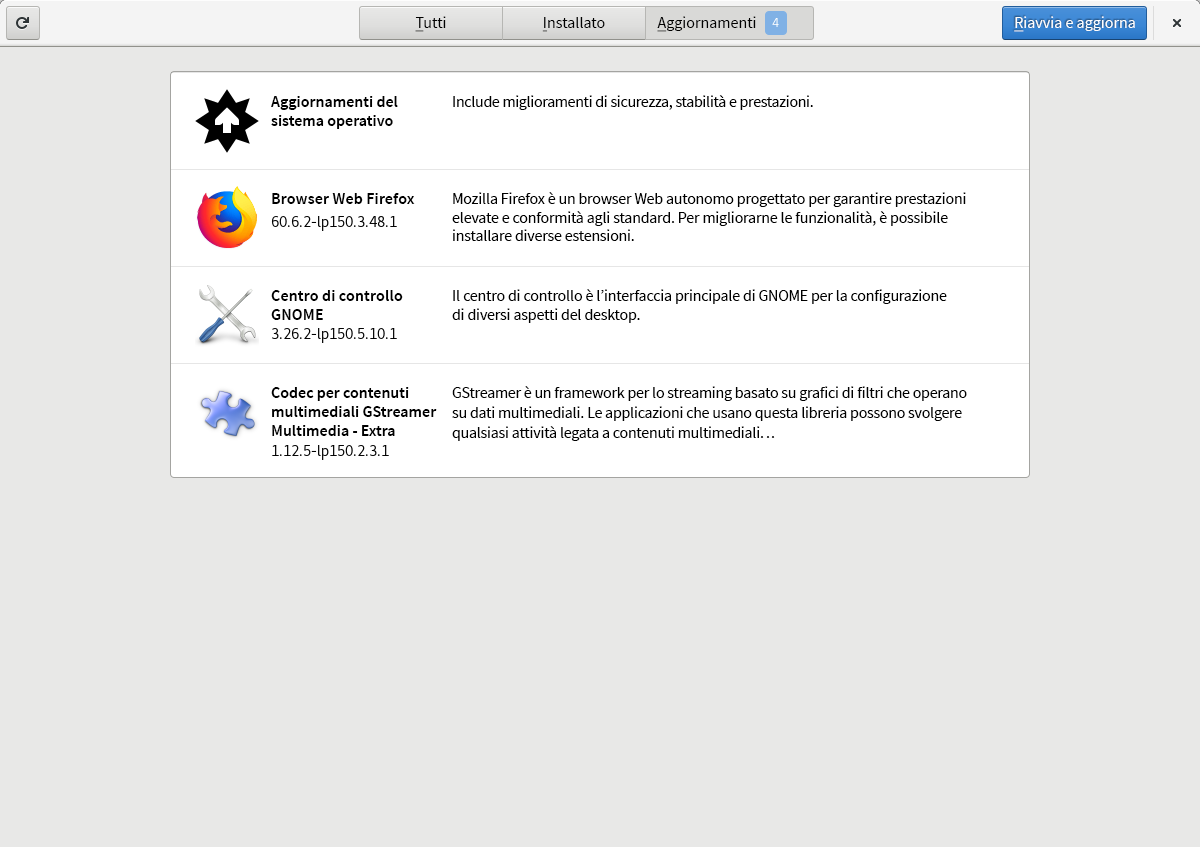 Tutti
Installato
Aggiornamenti 4
Riavvia e aggiorna
Aggiornamenti del
sistema operativo
Include miglioramenti di sicurezza, stabilità e prestazioni.
Browser Web Firefox
60.6.2-lp150.3.48.1
Mozilla Firefox è un browser Web autonomo progettato per garantire prestazioni
elevate e conformità agli standard. Per migliorarne le funzionalità, è possibile
installare diverse estensioni.
Centro di controllo
GNOME
3.26.2-lp150.5.10.1
Il centro di controllo è l'interfaccia principale di GNOME per la configurazione
di diversi aspetti del desktop.
Codec per contenuti
multimediali GStreamer
Multimedia - Extra
1.12.5-lp150.2.3.1
GStreamer è un framework per lo streaming basato su grafici di filtri che operano
su dati multimediali. Le applicazioni che usano questa libreria possono svolgere
qualsiasi attività legata a contenuti multimediali…